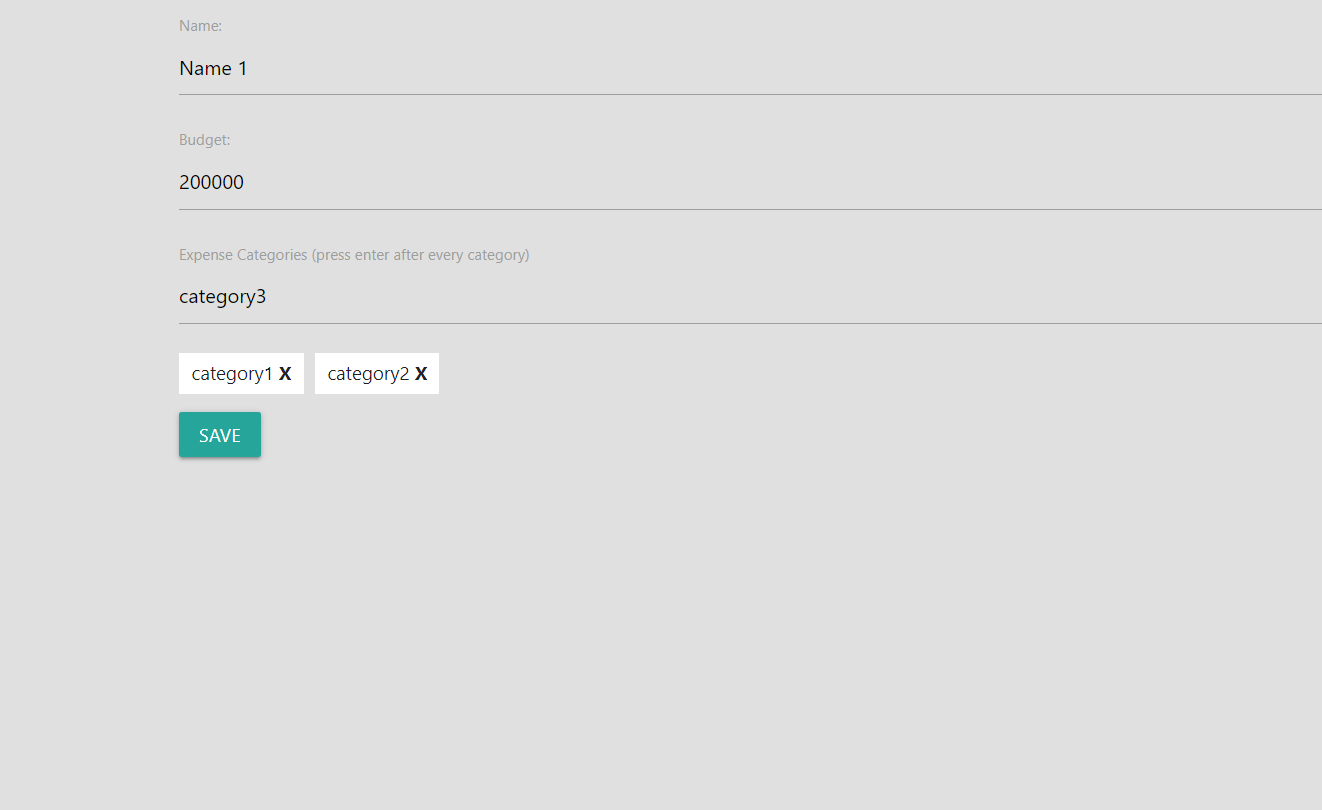 Name:
Name 1
Budget:
200000
Expense Categories (press enter after every category)
category3
category1 X category2 X
SAVE